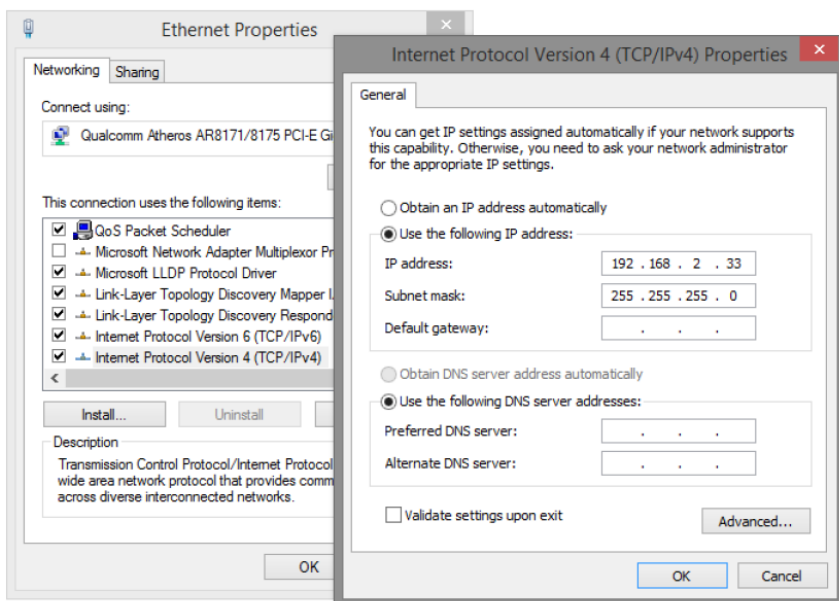 Ethernet Properties
Networking
Sharing
Connect using:
Qualcomm Atheros AR8171/8175 PCI-E
This connection uses the following items:
QoS Packet Scheduler
Microsoft Network Adapter Multiplexor
Microsoft LLDP Protocol Driver
Link-Layer Topology Discovery Mapper
Link-Layer Topology Discovery
Internet Protocol Version 6 (TCP/IPv6)
Internet Protocol Version 4 (TCP/IPv4)
Install...
Uninstall
Description
Transmission Control Protocol/Internet Protocol
wide area network protocol that provides
across diverse interconnected networks.
OK
Internet Protocol Version 4 (TCP/IPv4) Properties
General
You can get IP settings assigned automatically if your network supports
this capability. Otherwise, you need to ask your network administrator
for the appropriate IP settings.
Obtain an IP address automatically
Use the following IP address:
IP address:
192 . 168 . 2 . 33
Subnet mask:
255 . 255 . 255 . 0
Default gateway:
. . .
Obtain DNS server address automatically
Use the following DNS server addresses:
Preferred DNS server:
. . .
Alternate DNS server:
. . .
Validate settings upon exit
Advanced...
OK
Cancel